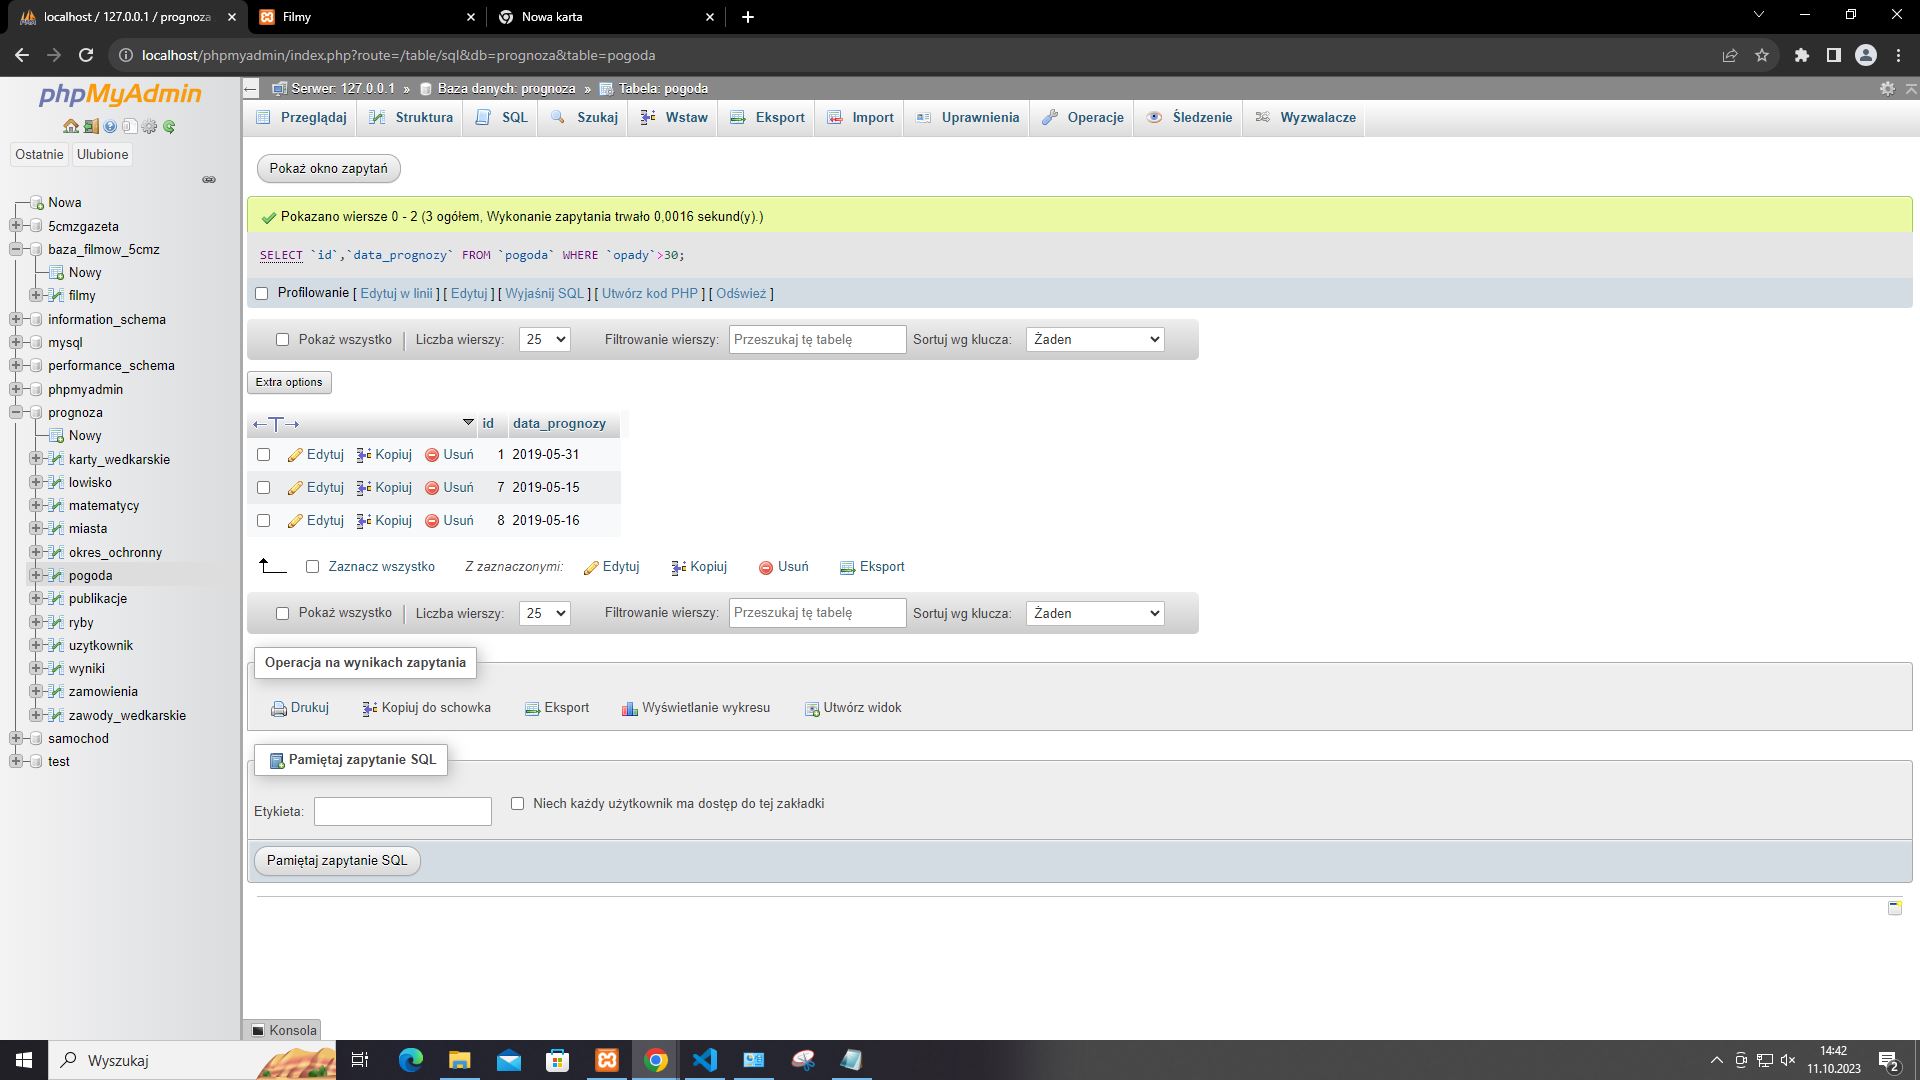 localhost / 127.0.0.1 / prognoza
Filmy
Nowa karta
localhost/phpmyadmin/index.php?route=/table/sql&db=prognoza&table=pogoda
phpMyAdmin
Ostatnie
Ulubione
Nowa
5cmzgazeta
baza_filmow_5cmz
Nowy
filmy
information_schema
mysql
performance_schema
phpmyadmin
prognoza
Nowy
karty_wedkarskie
lowisko
matematycy
miasta
okres_ochronny
pogoda
publikacje
ryby
uzytkownik
wyniki
zamowienia
zawody_wedkarskie
samochod
test
Serwer: 127.0.0.1 » Baza danych: prognoza » Tabela: pogoda
Przeglądaj Struktura SQL Szukaj Wstaw Eksport Import Uprawnienia Operacje Śledzenie Wyzwalacze
Pokaż okno zapytań
Pokazano wiersze 0 - 2 (3 ogółem, Wykonanie zapytania trwało 0,0016 sekund(y).)
SELECT `id`,`data_prognozy` FROM `pogoda` WHERE `opady`>30;
Profilowanie [ Edytuj w linii ] [ Edytuj ] [ Wyjaśnij SQL ] [ Utwórz kod PHP ] [ Odśwież ]
Pokaż wszystko | Liczba wierszy: 25 Filtrowanie wierszy: Przeszukaj tę tabelę Sortuj wg klucza: Żaden
Extra options
←T→ id data_prognozy
Edytuj Kopiuj Usuń 1 2019-05-31
Edytuj Kopiuj Usuń 7 2019-05-15
Edytuj Kopiuj Usuń 8 2019-05-16
Zaznacz wszystko Z zaznaczonymi: Edytuj Kopiuj Usuń Eksport
Pokaż wszystko | Liczba wierszy: 25 Filtrowanie wierszy: Przeszukaj tę tabelę Sortuj wg klucza: Żaden
Operacja na wynikach zapytania
Drukuj Kopiuj do schowka Eksport Wyświetlanie wykresu Utwórz widok
Pamiętaj zapytanie SQL
Etykieta: Niech każdy użytkownik ma dostęp do tej zakładki
Pamiętaj zapytanie SQL
Konsola
Wyszukaj
14:42
11.10.2023
2